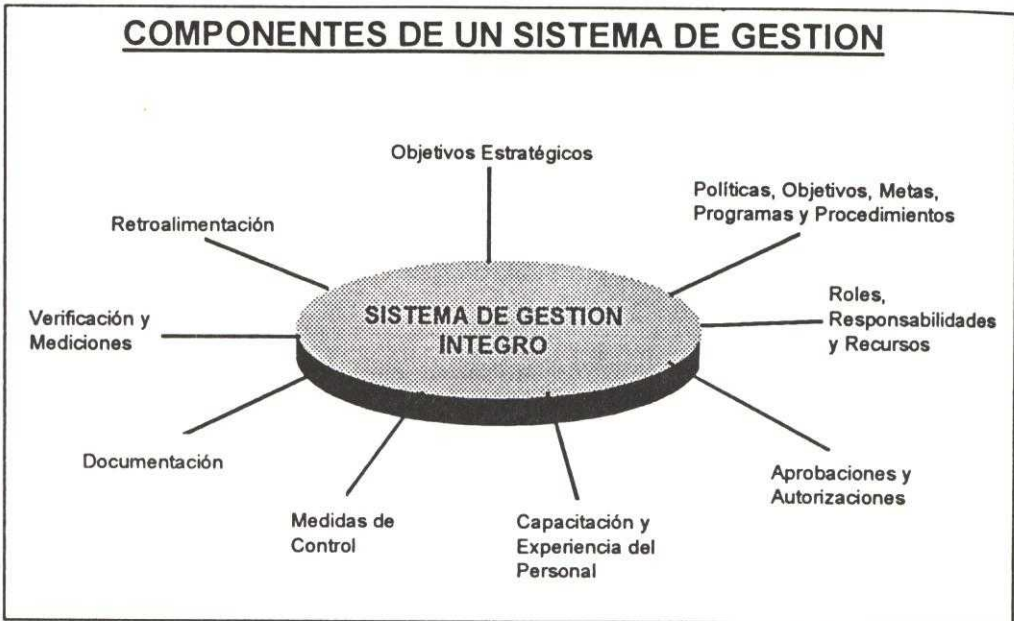 COMPONENTES DE UN SISTEMA DE GESTION
Objetivos Estratégicos
Políticas, Objetivos, Metas,
Programas y Procedimientos
Retroalimentación
Roles,
Responsabilidades
y Recursos
SISTEMA DE GESTION
INTEGRO
Verificación y
Mediciones
Documentación
Aprobaciones y
Autorizaciones
Medidas de
Control
Capacitación y
Experiencia del
Personal